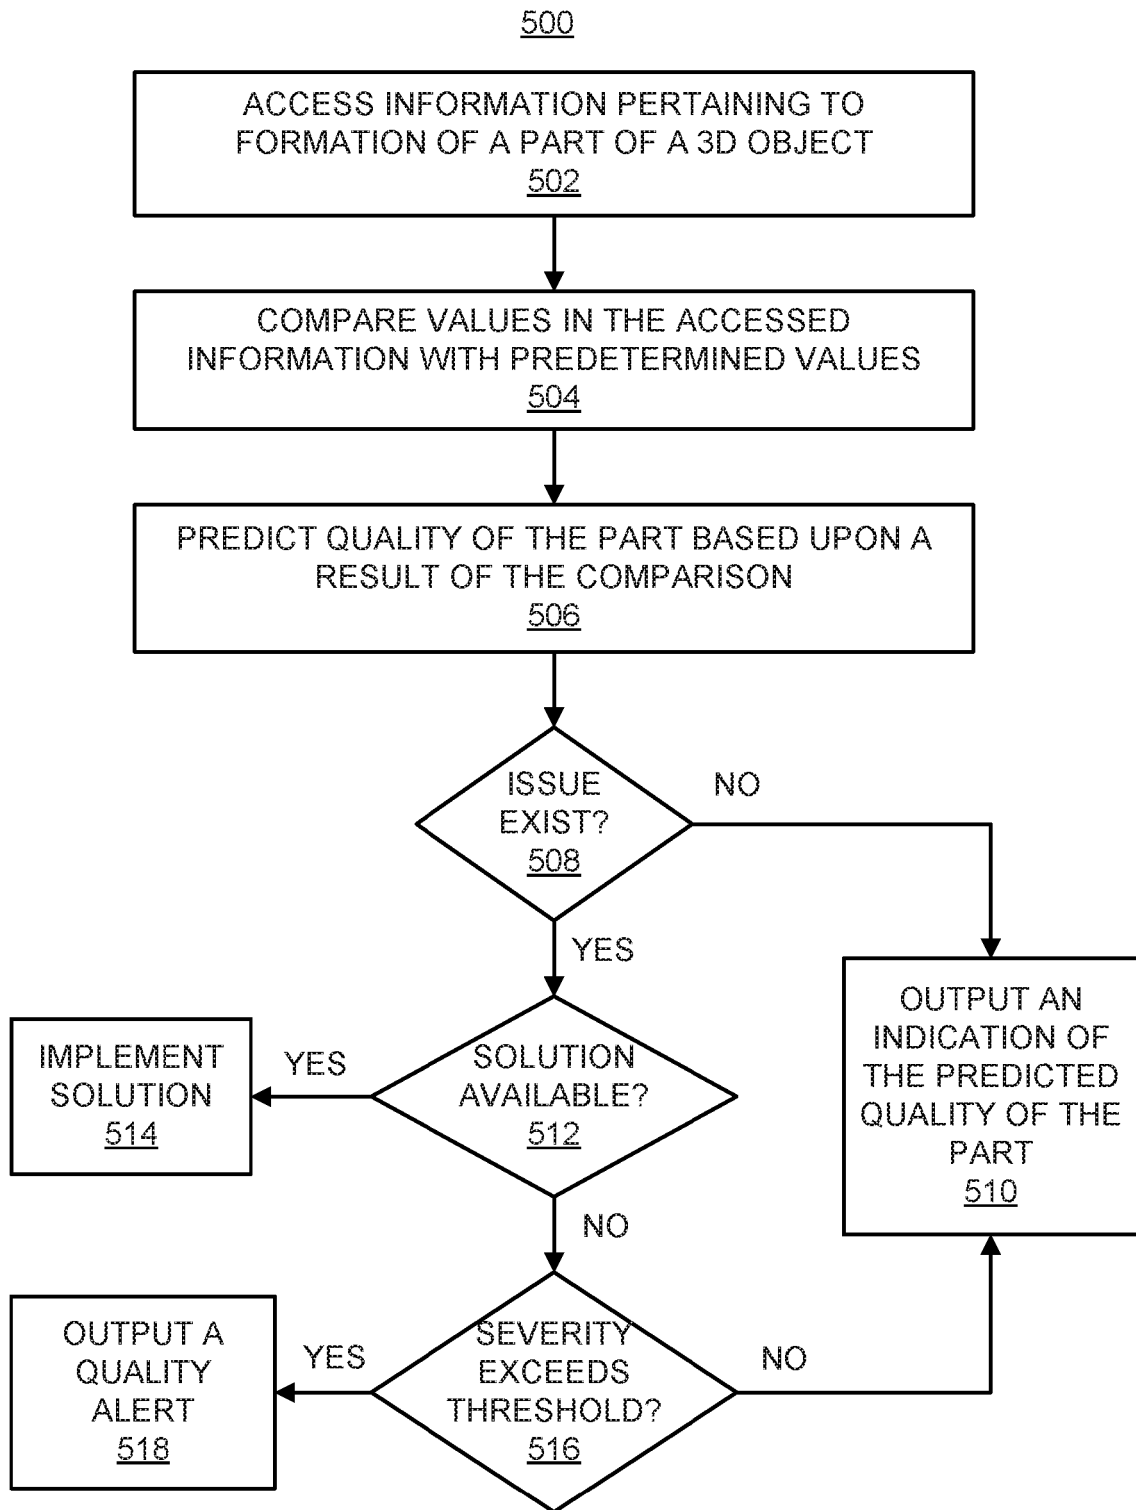 500
ACCESS INFORMATION PERTAINING TO
FORMATION OF A PART OF A 3D OBJECT
502
COMPARE VALUES IN THE ACCESSED
INFORMATION WITH PREDETERMINED VALUES
504
PREDICT QUALITY OF THE PART BASED UPON A
RESULT OF THE COMPARISON
506
ISSUE
EXIST?
508
NO
YES
OUTPUT AN
INDICATION OF
THE PREDICTED
QUALITY OF THE
PART
510
SOLUTION
AVAILABLE?
512
YES
IMPLEMENT
SOLUTION
514
NO
SEVERITY
EXCEEDS
THRESHOLD?
516
YES
NO
OUTPUT A
QUALITY
ALERT
518